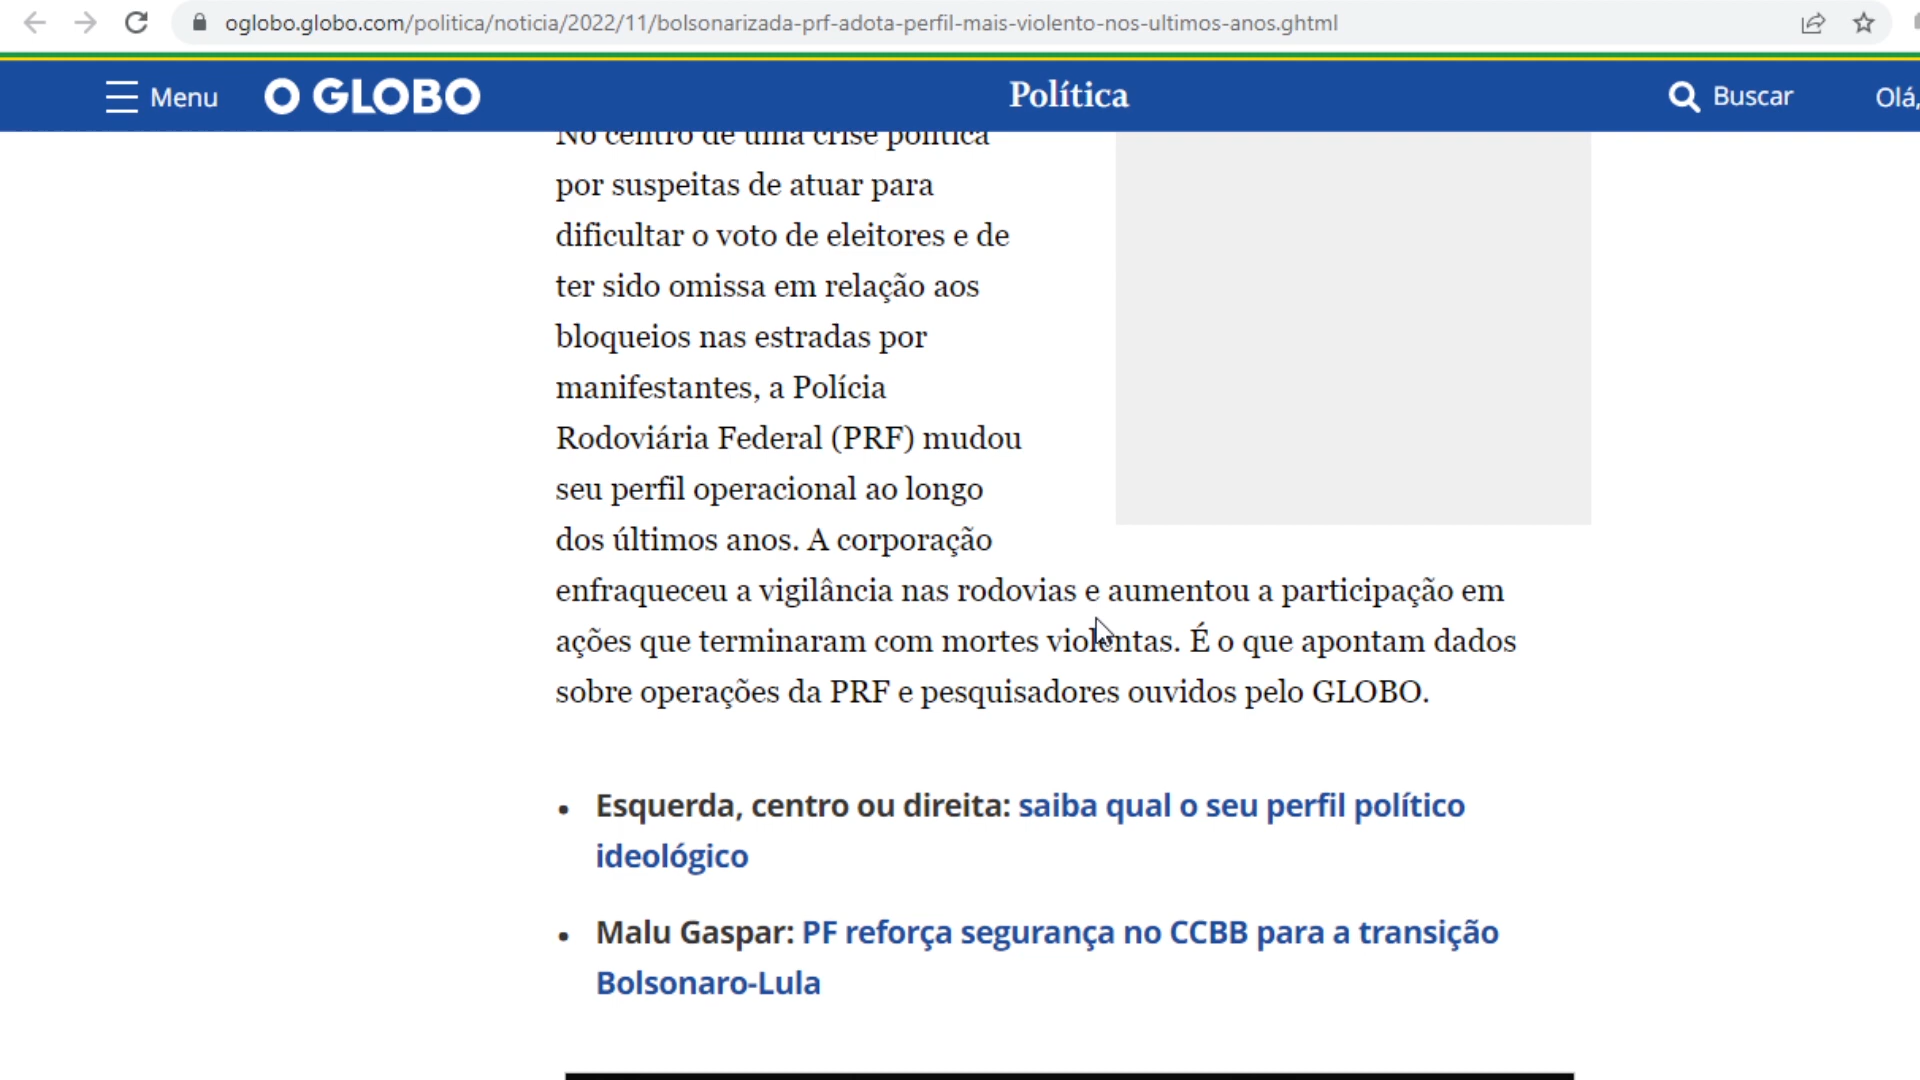 oglobo.globo.com/politica/noticia/2022/11/bolsonarizada-prf-adota-perfil-mais-violento-nos-ultimos-anos.ghtml
Menu O GLOBO Política Buscar Olá,
No centro de uma crise política
por suspeitas de atuar para
dificultar o voto de eleitores e de
ter sido omissa em relação aos
bloqueios nas estradas por
manifestantes, a Polícia
Rodoviária Federal (PRF) mudou
seu perfil operacional ao longo
dos últimos anos. A corporação
enfraqueceu a vigilância nas rodovias e aumentou a participação em
ações que terminaram com mortes violentas. É o que apontam dados
sobre operações da PRF e pesquisadores ouvidos pelo GLOBO.
• Esquerda, centro ou direita: saiba qual o seu perfil político
ideológico
• Malu Gaspar: PF reforça segurança no CCBB para a transição
Bolsonaro-Lula